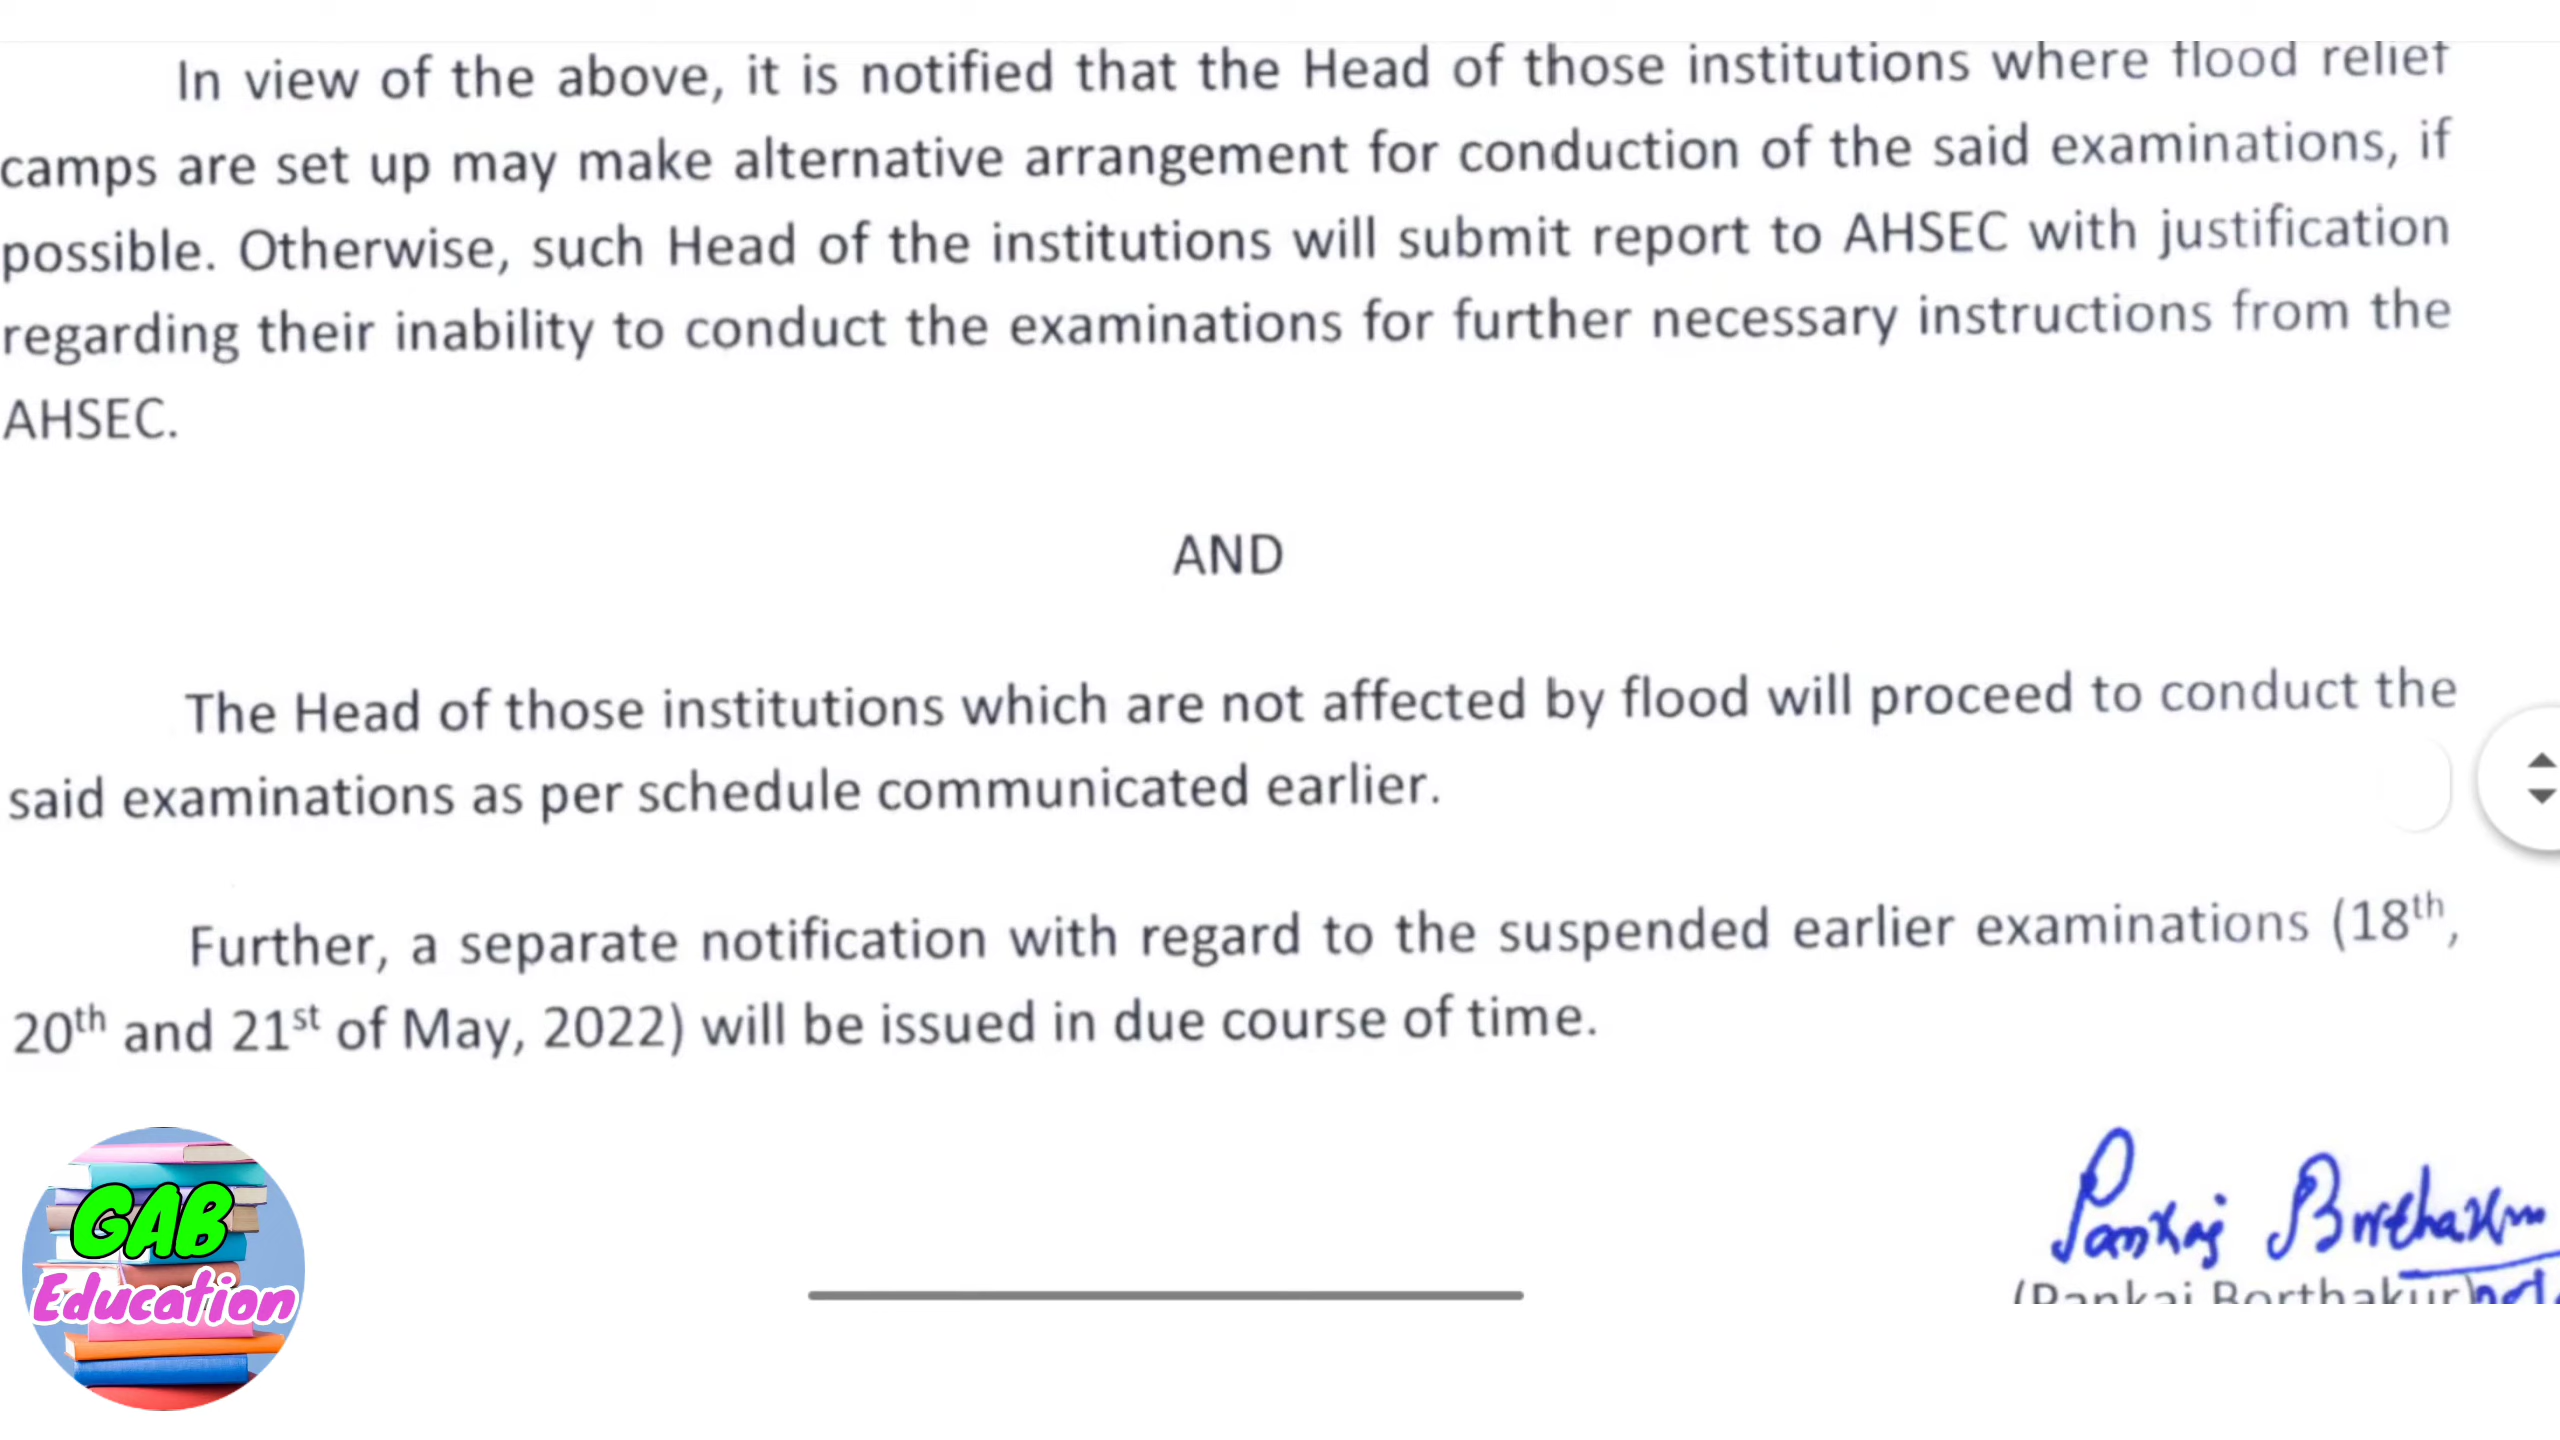 In view of the above, it is notified that the Head of those institutions where flood relief
camps are set up may make alternative arrangement for conduction of the said examinations, if
possible. Otherwise, such Head of the institutions will submit report to AHSEC with justification
regarding their inability to conduct the examinations for further necessary instructions from the
AHSEC.
AND
The Head of those institutions which are not affected by flood will proceed to conduct the
said examinations as per schedule communicated earlier.
Further, a separate notification with regard to the suspended earlier examinations (18th,
20th and 21st of May, 2022) will be issued in due course of time.
Pankaj Borthakur
(Pankaj Borthakur)
GAB
Education